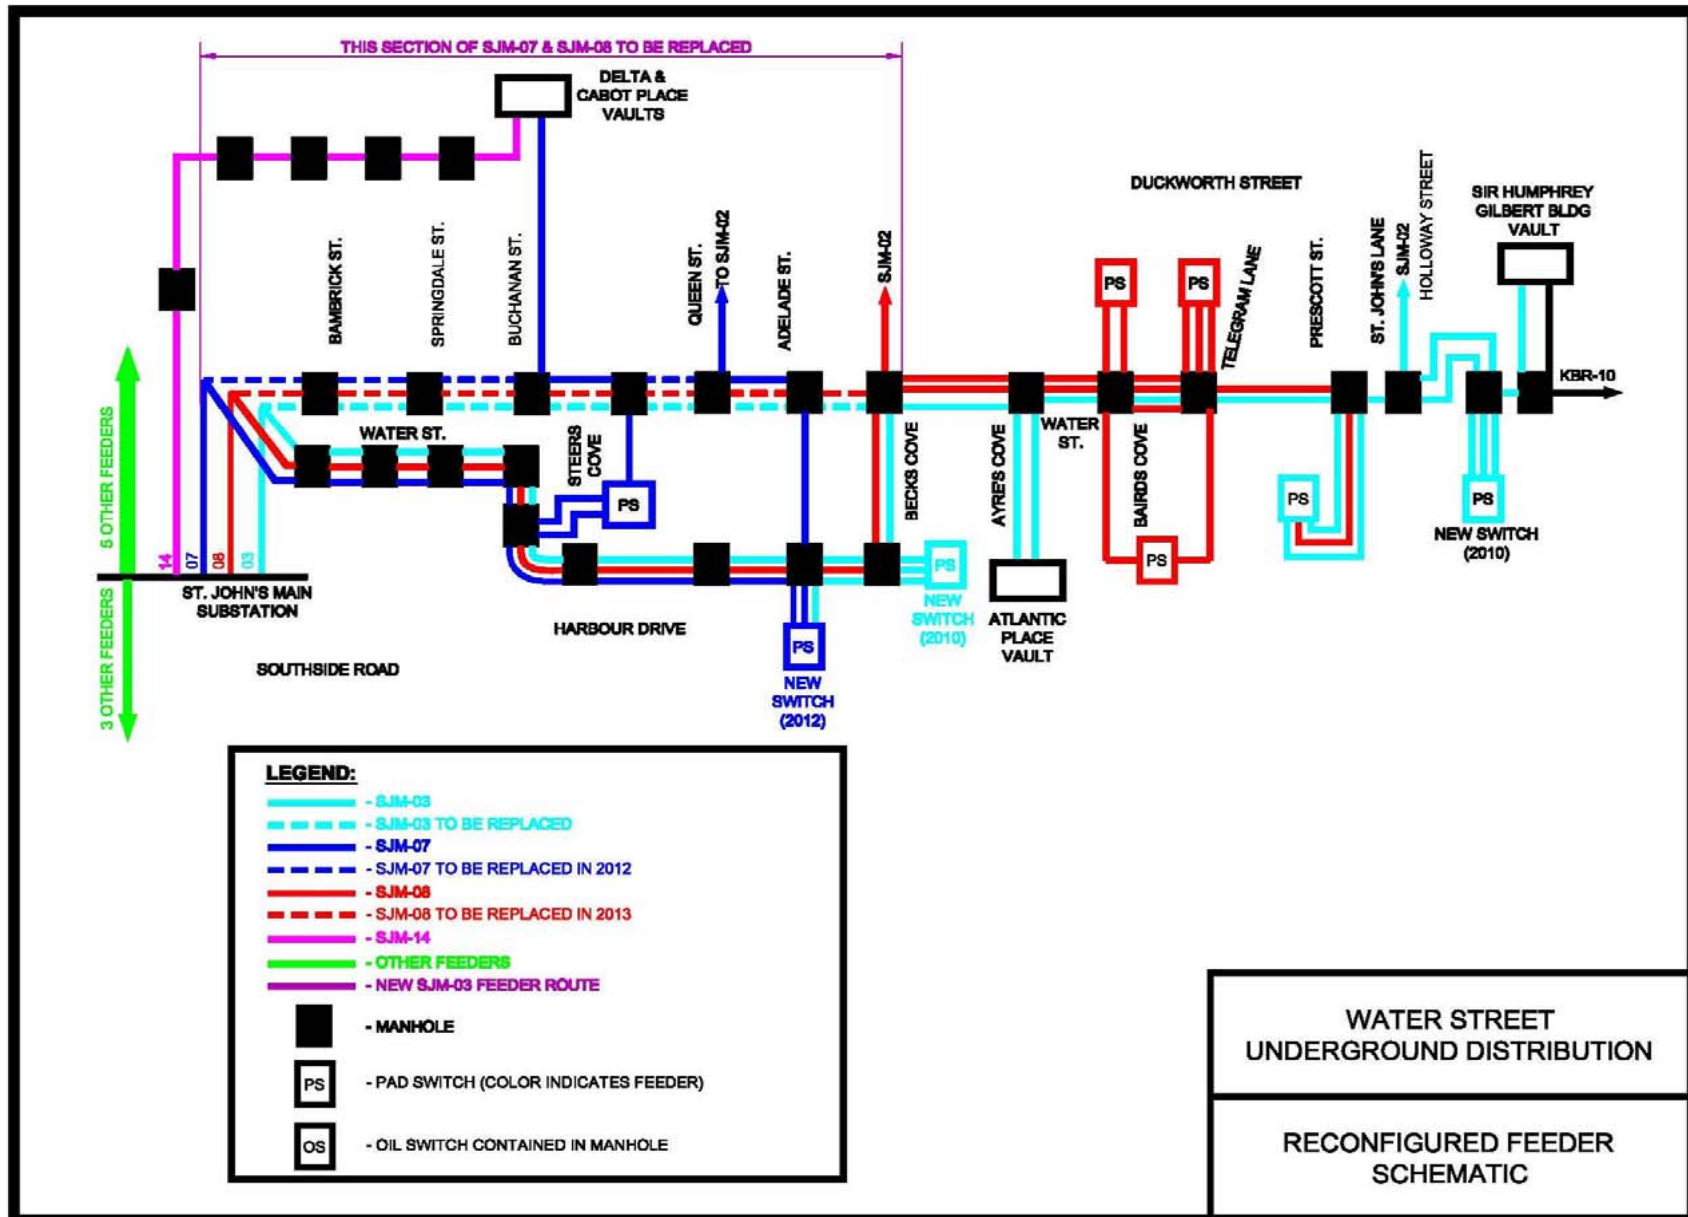 THIS SECTION OF SJM-07 & SJM-08 TO BE REPLACED
DELTA &
CABOT PLACE
VAULTS
DUCKWORTH STREET
SIR HUMPHREY
GILBERT BLDG
VAULT
BAMBRICK ST.
SPRINGDALE ST.
BUCHANAN ST.
QUEEN ST.
TO SJM-02
ADELADE ST.
SJM-02
PS
PS
TELEGRAM LANE
PRESCOTT ST.
ST. JOHN'S LANE
SJM-02
HOLLOWAY STREET
KBR-10
WATER ST.
STEERS
COVE
PS
BECKS COVE
AYRE'S COVE
WATER
ST.
BAIRDS COVE
PS
PS
PS
NEW SWITCH
(2010)
5 OTHER FEEDERS
14
07
08
03
ST. JOHN'S MAIN
SUBSTATION
3 OTHER FEEDERS
SOUTHSIDE ROAD
HARBOUR DRIVE
PS
NEW
SWITCH
(2012)
PS
NEW
SWITCH
(2010)
ATLANTIC
PLACE
VAULT
LEGEND:
- SJM-03
- SJM-03 TO BE REPLACED
- SJM-07
- SJM-07 TO BE REPLACED IN 2012
- SJM-08
- SJM-08 TO BE REPLACED IN 2013
- SJM-14
- OTHER FEEDERS
- NEW SJM-03 FEEDER ROUTE
- MANHOLE
PS - PAD SWITCH (COLOR INDICATES FEEDER)
OS - OIL SWITCH CONTAINED IN MANHOLE
WATER STREET
UNDERGROUND DISTRIBUTION
RECONFIGURED FEEDER
SCHEMATIC